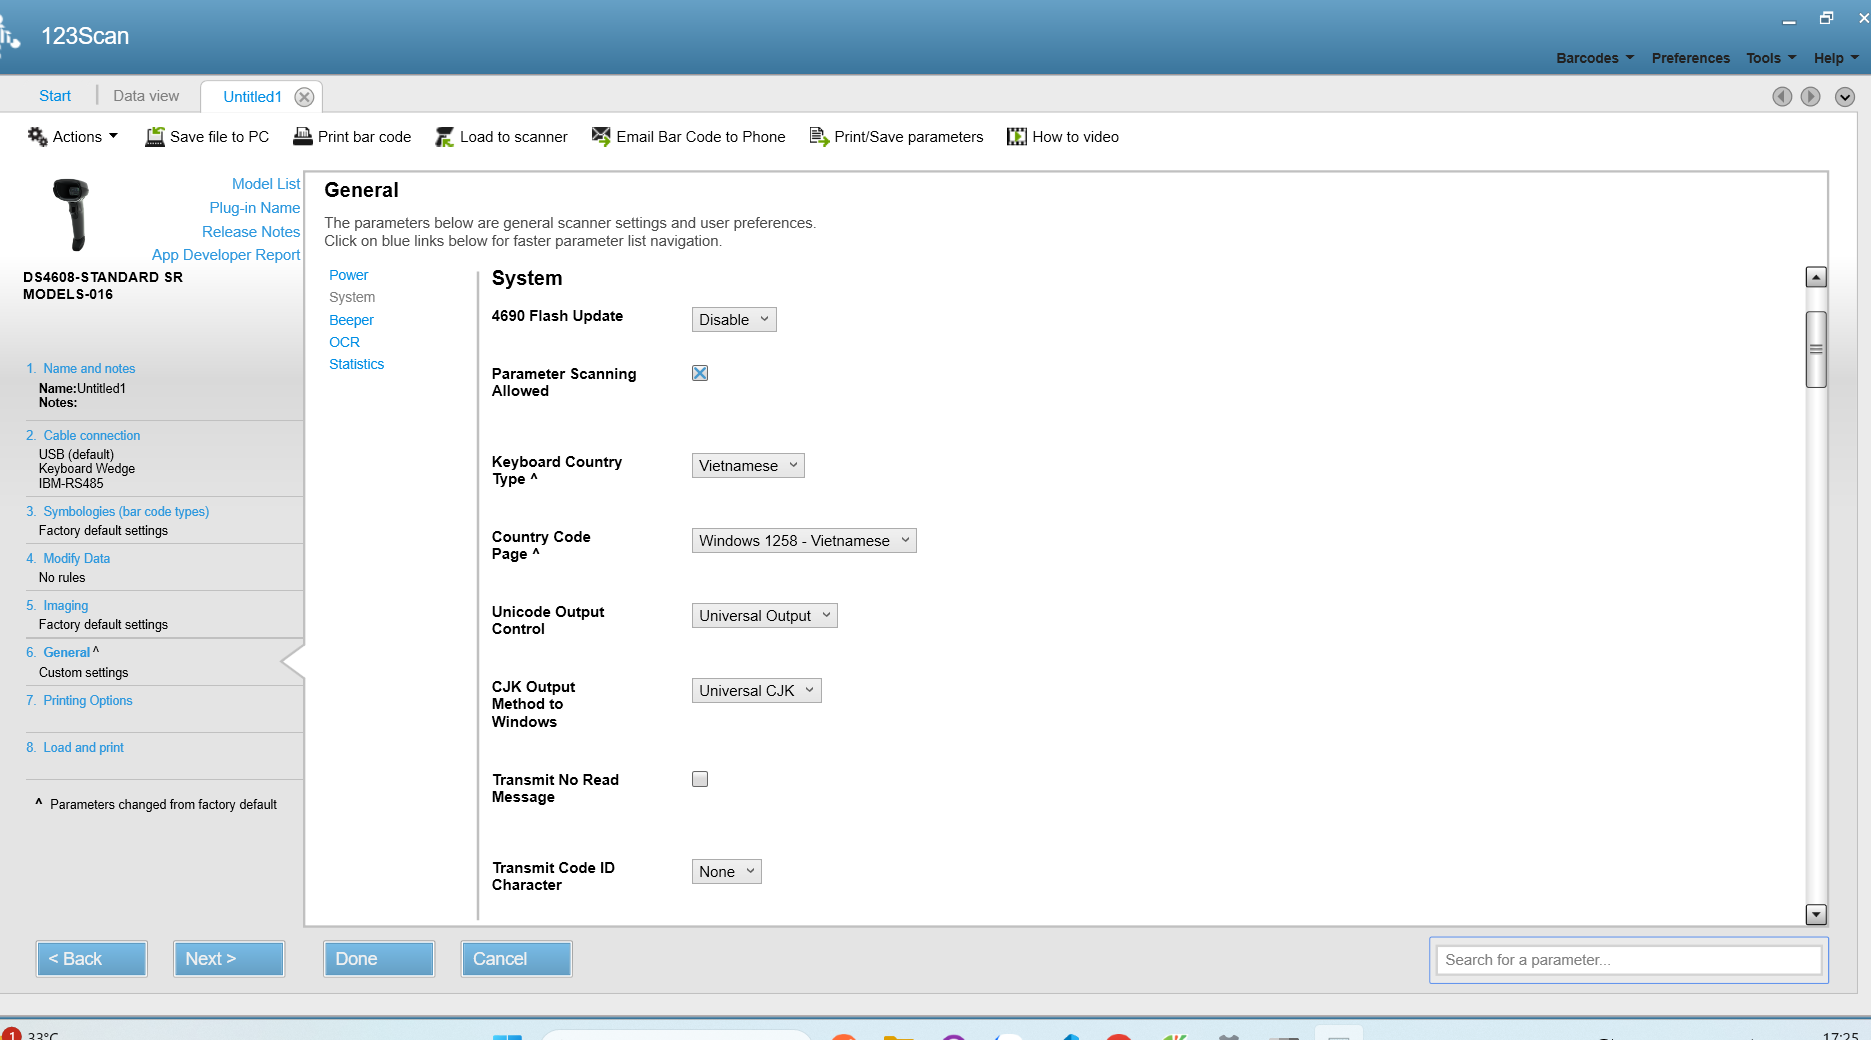 123Scan
Barcodes Preferences Tools Help
Start Data view Untitled1
Actions Save file to PC Print bar code Load to scanner Email Bar Code to Phone Print/Save parameters How to video
Model List
Plug-in Name
Release Notes
App Developer Report
DS4608-STANDARD SR
MODELS-016
1. Name and notes
Name:Untitled1
Notes:
2. Cable connection
USB (default)
Keyboard Wedge
IBM-RS485
3. Symbologies (bar code types)
Factory default settings
4. Modify Data
No rules
5. Imaging
Factory default settings
6. General ^
Custom settings
7. Printing Options
8. Load and print
^ Parameters changed from factory default
General
The parameters below are general scanner settings and user preferences.
Click on blue links below for faster parameter list navigation.
Power
System
Beeper
OCR
Statistics
System
4690 Flash Update Disable
Parameter Scanning
Allowed
Keyboard Country
Type ^
Vietnamese
Country Code
Page ^
Windows 1258 - Vietnamese
Unicode Output
Control
Universal Output
CJK Output
Method to
Windows
Universal CJK
Transmit No Read
Message
Transmit Code ID
Character
None
< Back Next > Done Cancel
Search for a parameter...
1 33°C
17:25